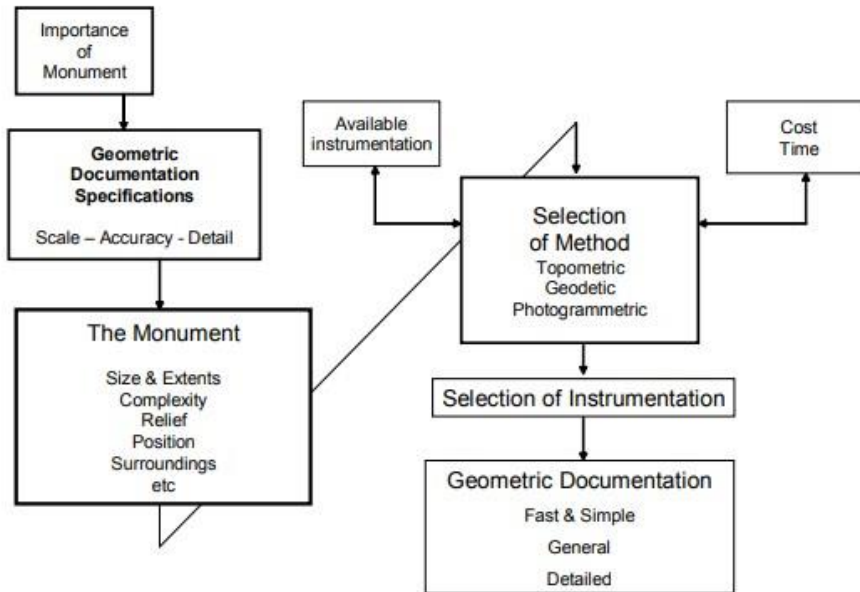 Importance
of
Monument
Geometric
Documentation
Specifications
Scale – Accuracy - Detail
The Monument
Size & Extents
Complexity
Relief
Position
Surroundings
etc
Available
instrumentation
Cost
Time
Selection
of Method
Topometric
Geodetic
Photogrammetric
Selection of Instrumentation
Geometric Documentation
Fast & Simple
General
Detailed